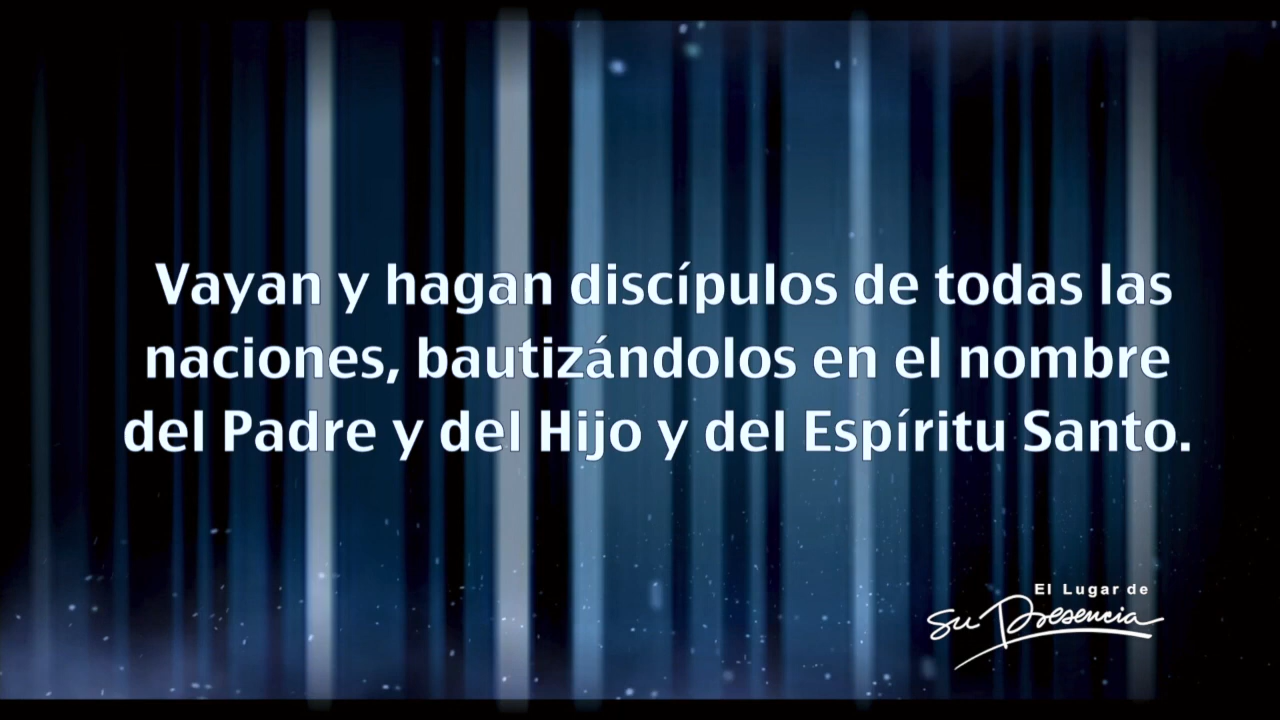 Vayan y hagan discípulos de todas las
naciones, bautizándolos en el nombre
del Padre y del Hijo y del Espíritu Santo.
El Lugar de
Su Presencia